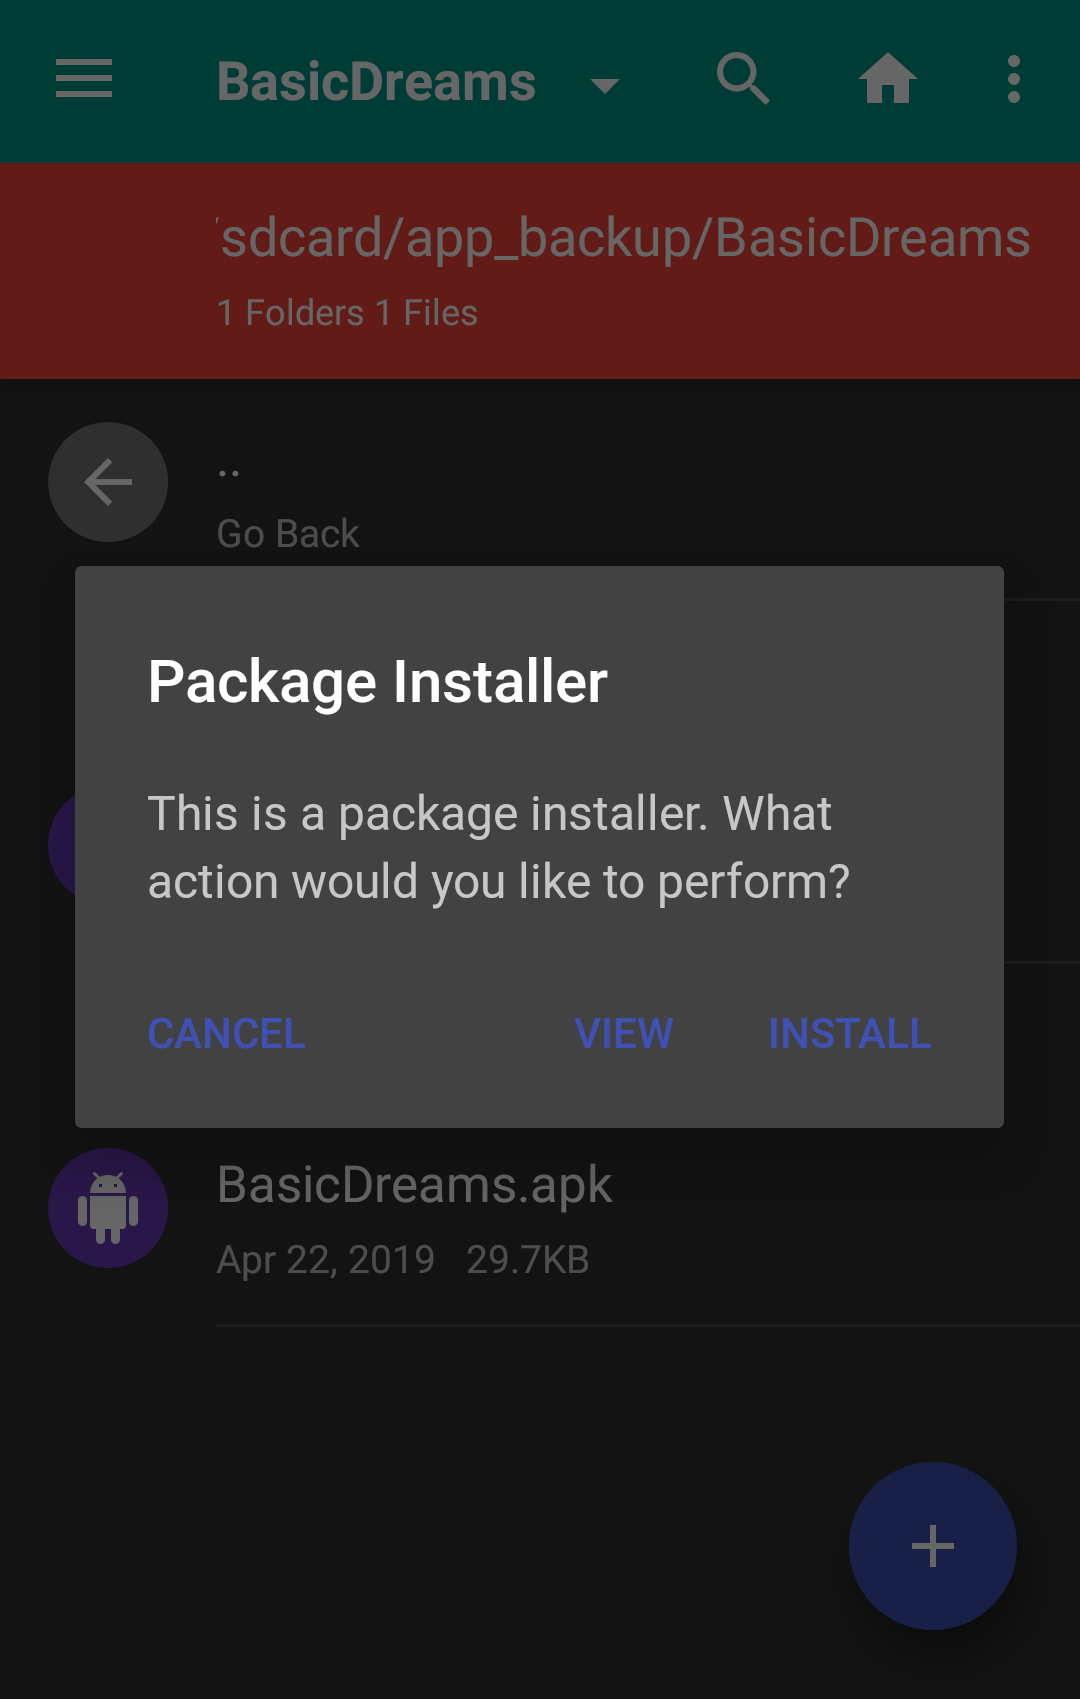 BasicDreams
/sdcard/app_backup/BasicDreams
1 Folders 1 Files
..
Go Back
Package Installer
This is a package installer. What
action would you like to perform?
CANCEL VIEW INSTALL
BasicDreams.apk
Apr 22, 2019 29.7KB